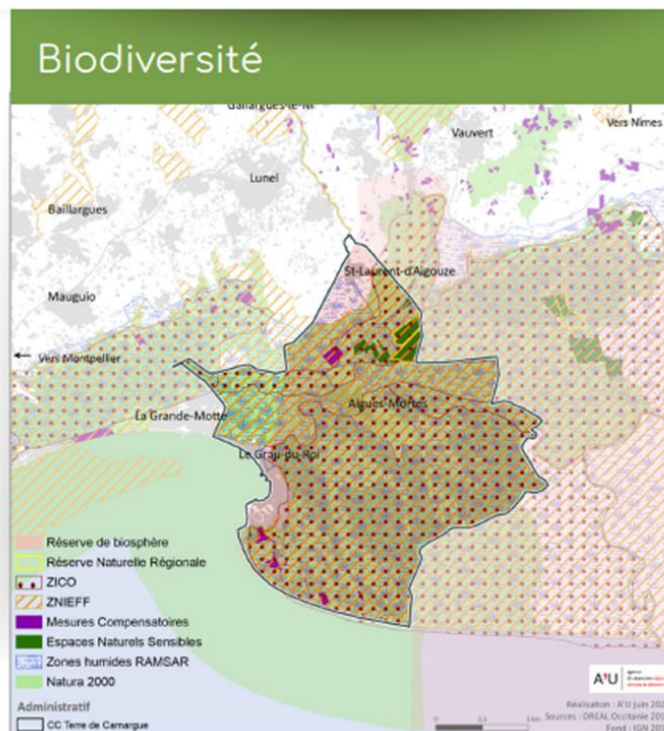 Biodiversité
Vers Nîmes
Vauvert
Lunel
Baillargues
St-Laurent-d'Aigouze
Mauguio
Vers Montpellier
Aigues-Mortes
La Grande-Motte
Le Grau-du-Roi
Réserve de biosphère
Réserve Naturelle Régionale
ZICO
ZNIEFF
Mesures Compensatoires
Espaces Naturels Sensibles
Zones humides RAMSAR
Natura 2000
A'U
Administratif
CC Terre de Camargue
Réalisation : A'U juin
Sources : DREAL Occitanie
Fond : IGN